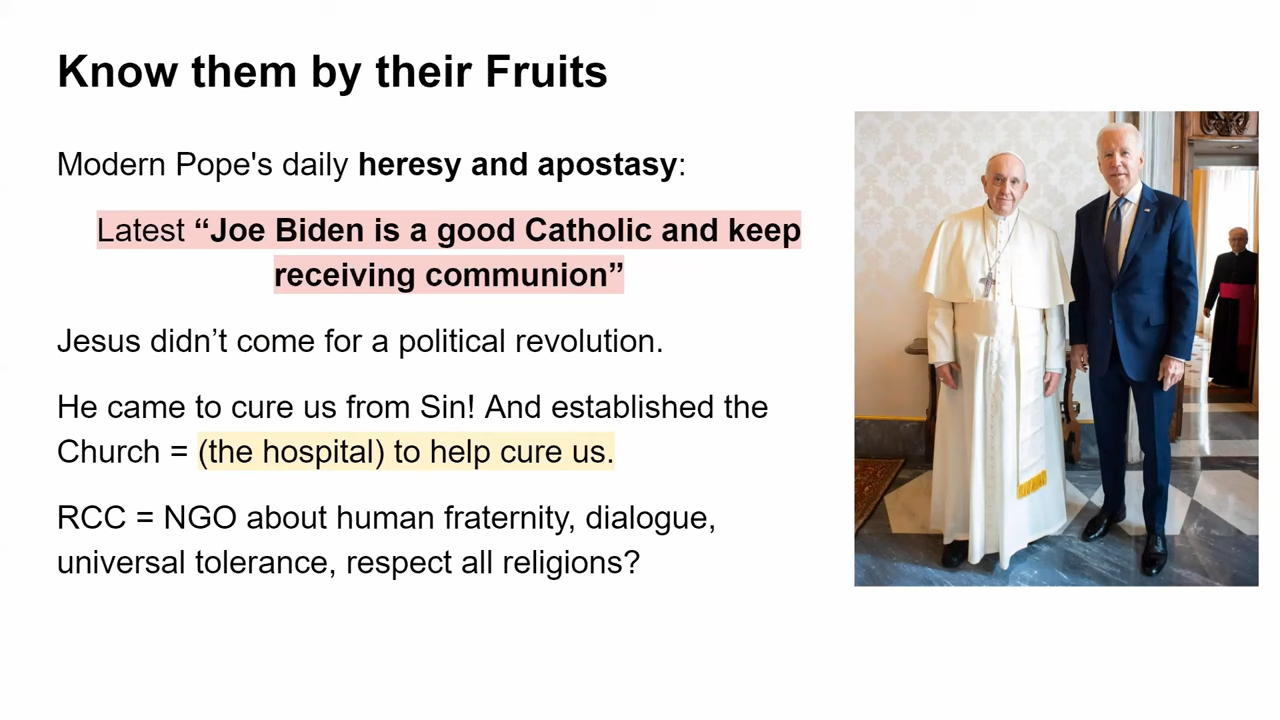 Know them by their Fruits
Modern Pope's daily heresy and apostasy:
Latest “Joe Biden is a good Catholic and keep
receiving communion”
Jesus didn’t come for a political revolution.
He came to cure us from Sin! And established the
Church = (the hospital) to help cure us.
RCC = NGO about human fraternity, dialogue,
universal tolerance, respect all religions?